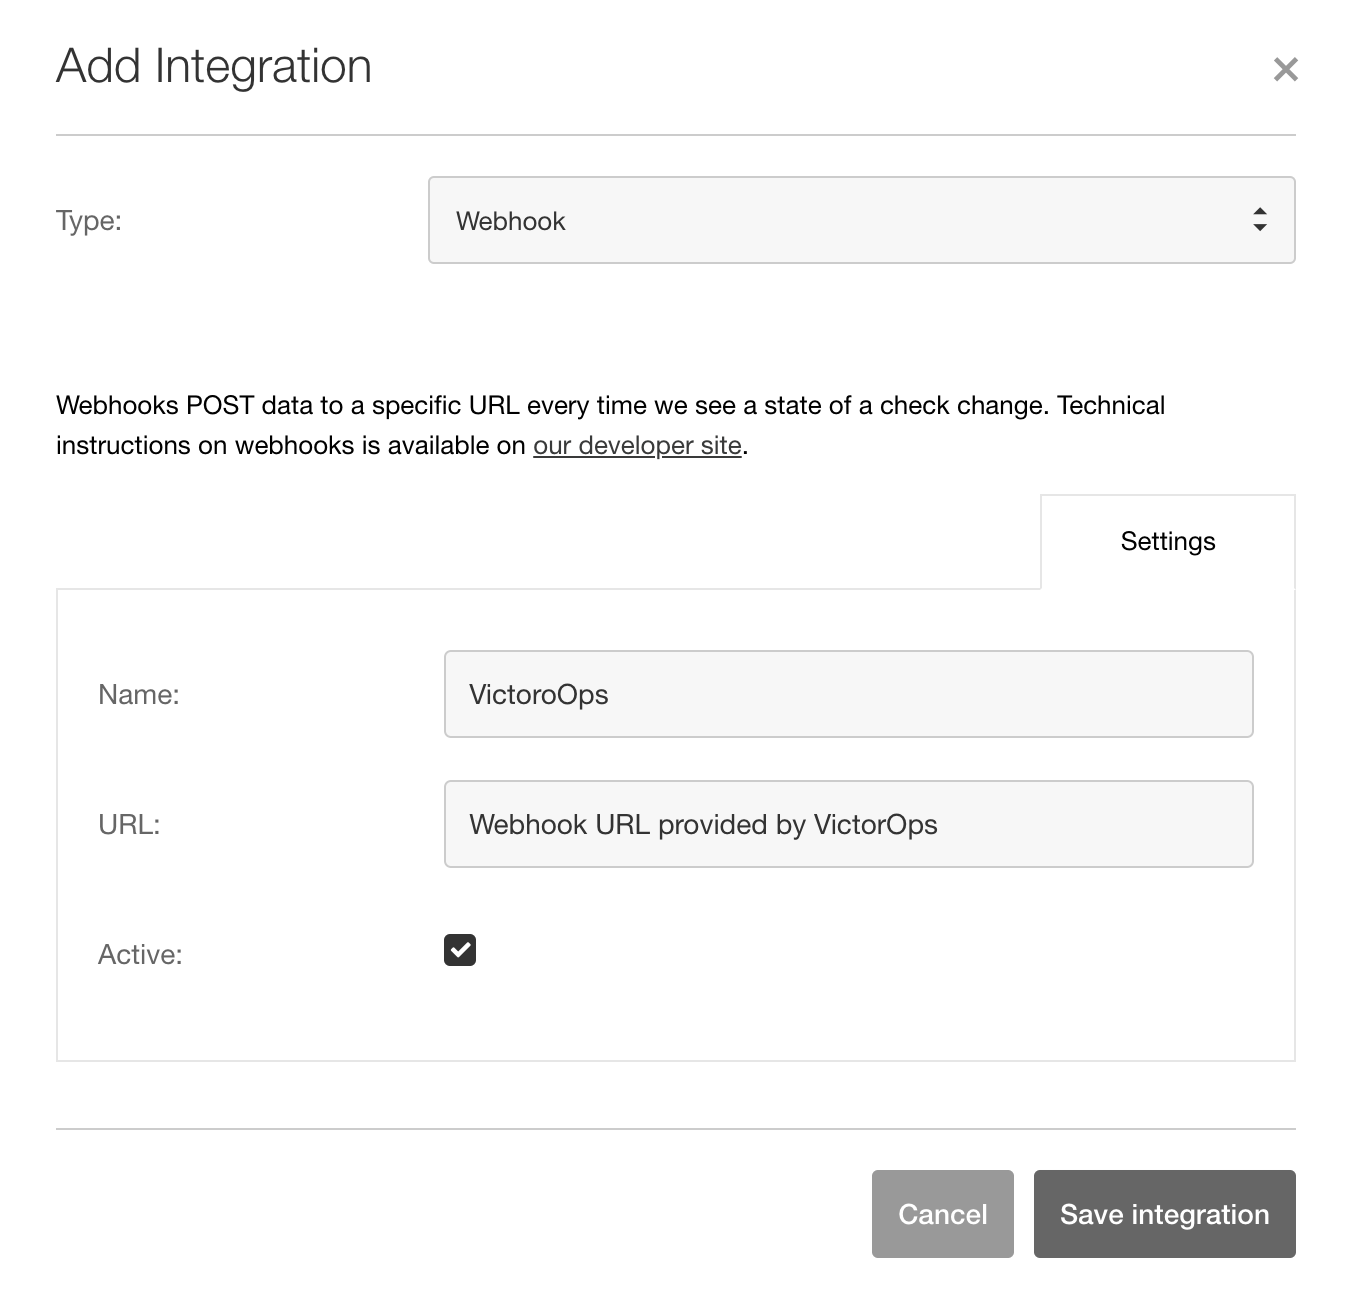 Add Integration
Type:
Webhook
Webhooks POST data to a specific URL every time we see a state of a check change. Technical
instructions on webhooks is available on our developer site.
Settings
Name:
VictoroOps
URL:
Webhook URL provided by VictorOps
Active:
Cancel
Save integration